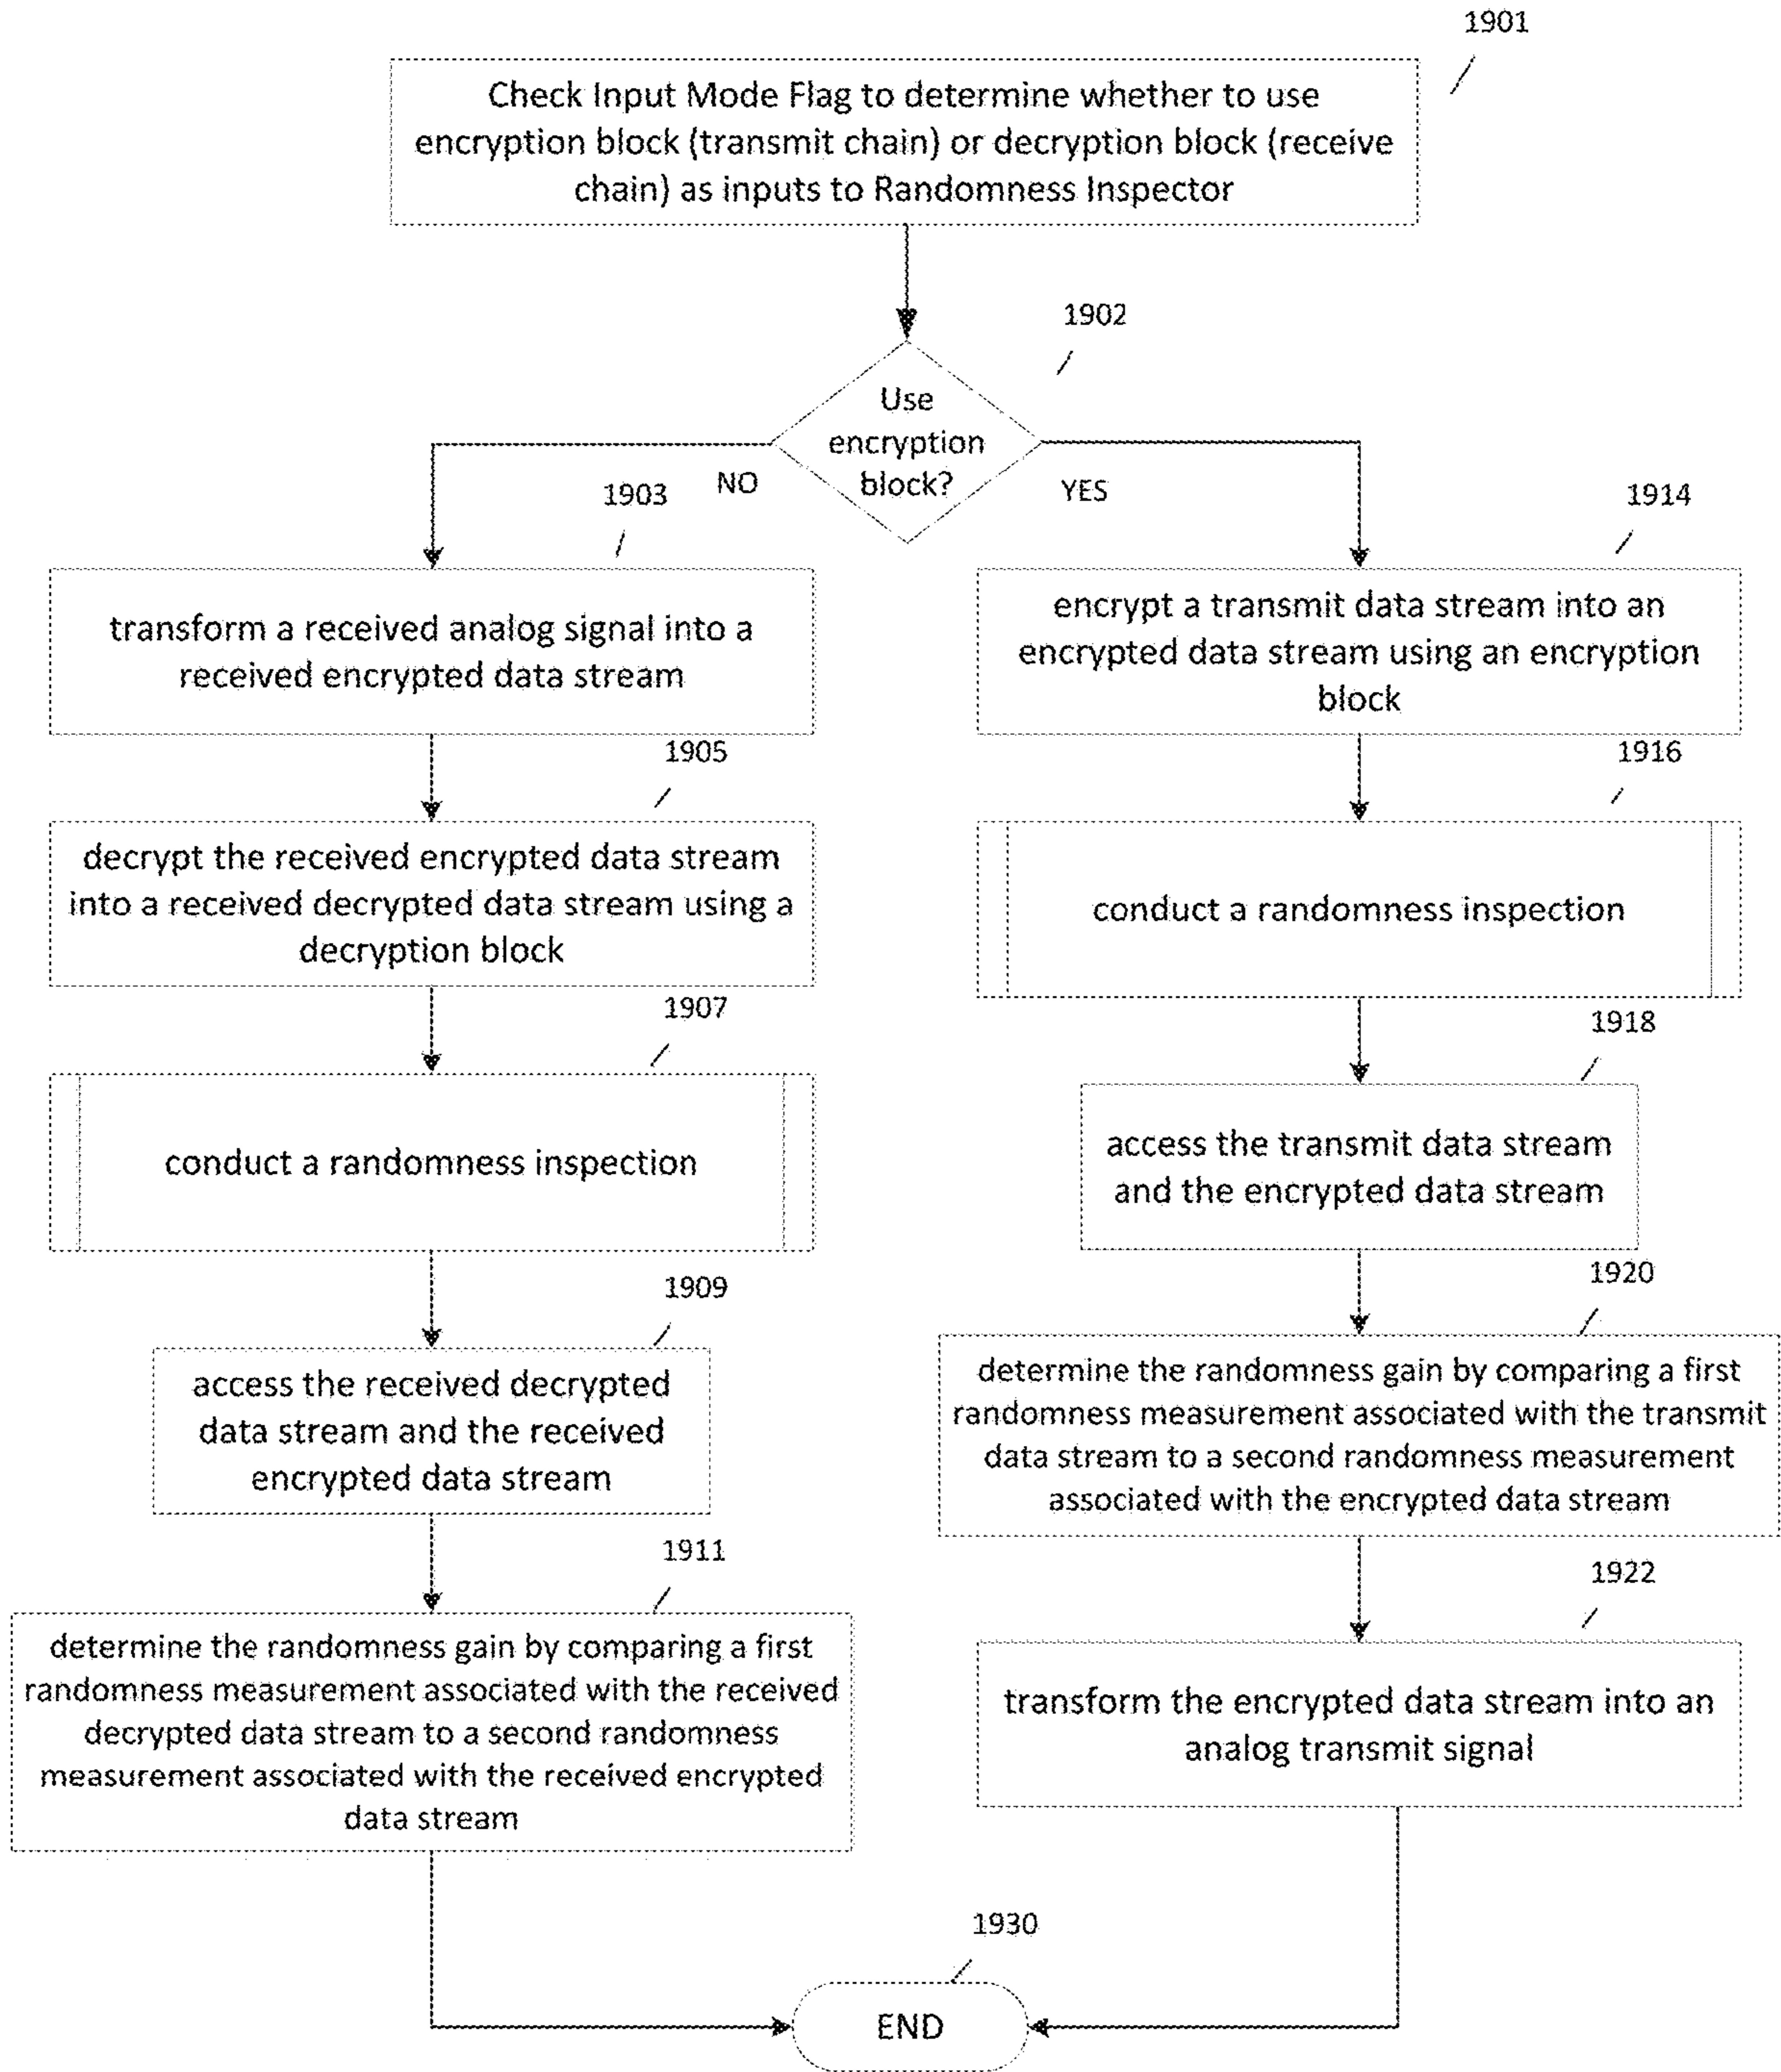 1901
Check Input Mode Flag to determine whether to use
encryption block (transmit chain) or decryption block (receive
chain) as inputs to Randomness Inspector
1902
Use
encryption
block?
NO
YES
1903
transform a received analog signal into a
received encrypted data stream
1905
decrypt the received encrypted data stream
into a received decrypted data stream using a
decryption block
1907
conduct a randomness inspection
1909
access the received decrypted
data stream and the received
encrypted data stream
1911
determine the randomness gain by comparing a first
randomness measurement associated with the received
decrypted data stream to a second randomness
measurement associated with the received encrypted
data stream
1914
encrypt a transmit data stream into an
encrypted data stream using an encryption
block
1916
conduct a randomness inspection
1918
access the transmit data stream
and the encrypted data stream
1920
determine the randomness gain by comparing a first
randomness measurement associated with the transmit
data stream to a second randomness measurement
associated with the encrypted data stream
1922
transform the encrypted data stream into an
analog transmit signal
1930
END